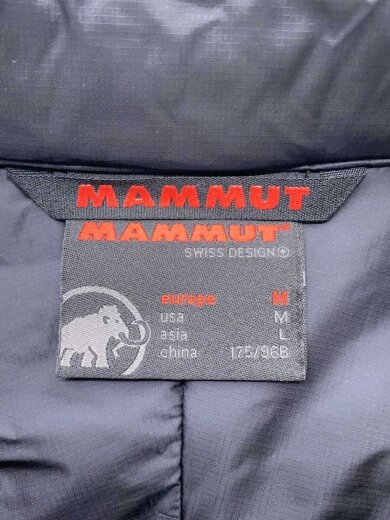 MAMMUT
MAMMUT
SWISS DESIGN
europe M
usa M
asia L
china 175/96B